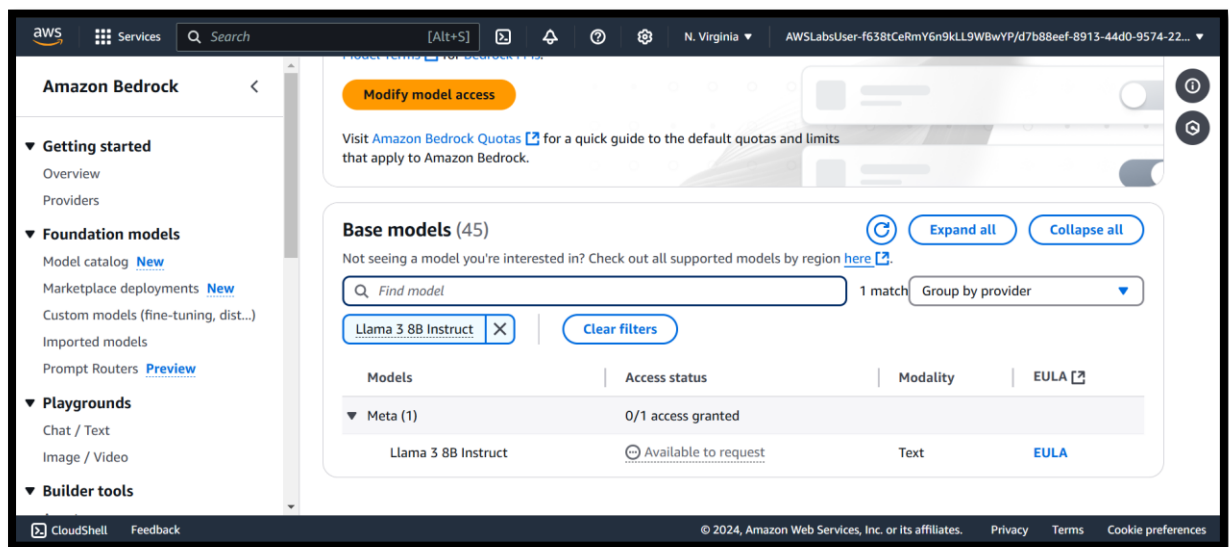 aws Services Search [Alt+S] N. Virginia AWSLabsUser-f638tCeRmY6n9kLL9WBwYP/d7b88eef-8913-44d0-9574-22...
Amazon Bedrock
Getting started
Overview
Providers
Foundation models
Model catalog New
Marketplace deployments New
Custom models (fine-tuning, dist...)
Imported models
Prompt Routers Preview
Playgrounds
Chat / Text
Image / Video
Builder tools
Model Terms for Bedrock FMs.
Modify model access
Visit Amazon Bedrock Quotas for a quick guide to the default quotas and limits
that apply to Amazon Bedrock.
Base models (45)
Expand all Collapse all
Not seeing a model you're interested in? Check out all supported models by region here.
Find model 1 match Group by provider
Llama 3 8B Instruct Clear filters
Models Access status Modality EULA
Meta (1) 0/1 access granted
Llama 3 8B Instruct Available to request Text EULA
CloudShell Feedback © 2024, Amazon Web Services, Inc. or its affiliates. Privacy Terms Cookie preferences